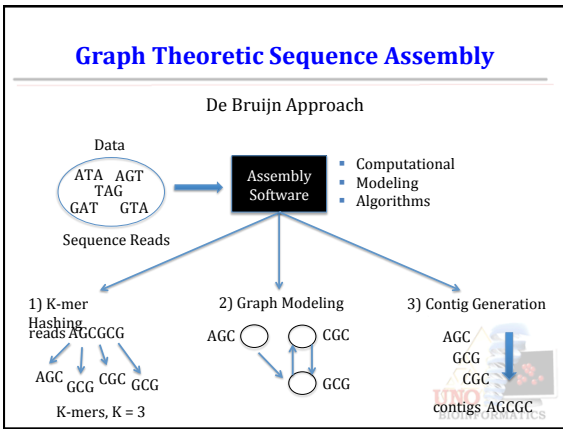 Graph Theoretic Sequence Assembly
De Bruijn Approach
Data
ATA AGT
TAG
GAT GTA
Sequence Reads
Assembly
Software
▪ Computational
▪ Modeling
▪ Algorithms
1) K-mer
Hashing
reads AGCGCG
AGC GCG CGC GCG
K-mers, K = 3
2) Graph Modeling
AGC CGC
GCG
3) Contig Generation
AGC
GCG
CGC
contigs AGCGC
UNO
BIOINFORMATICS